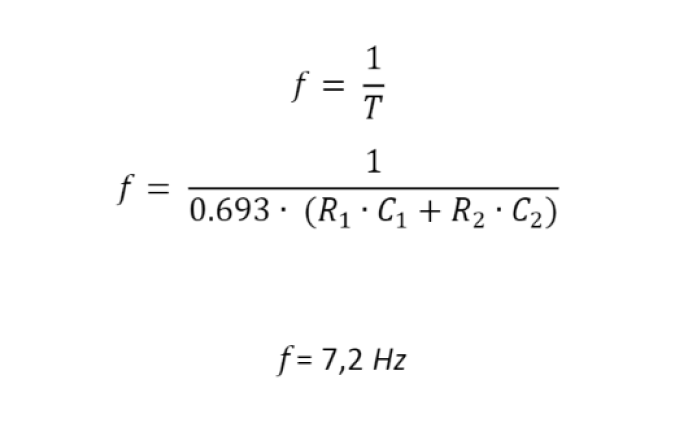 f = 1/T
f = 1/(0.693 · (R₁ · C₁ + R₂ · C₂))
f = 7,2 Hz